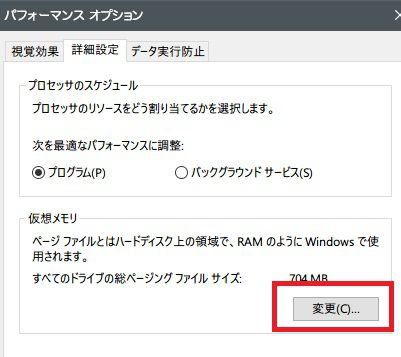 パフォーマンス オプション
視覚効果 詳細設定 データ実行防止
プロセッサのスケジュール
プロセッサのリソースをどう割り当てるかを選択します。
次を最適なパフォーマンスに調整:
プログラム(P) バックグラウンド サービス(S)
仮想メモリ
ページ ファイルとはハードディスク上の領域で、RAM のように Windows で使
用されます。
すべてのドライブの総ページング ファイル サイズ: 704 MB
変更(C)...